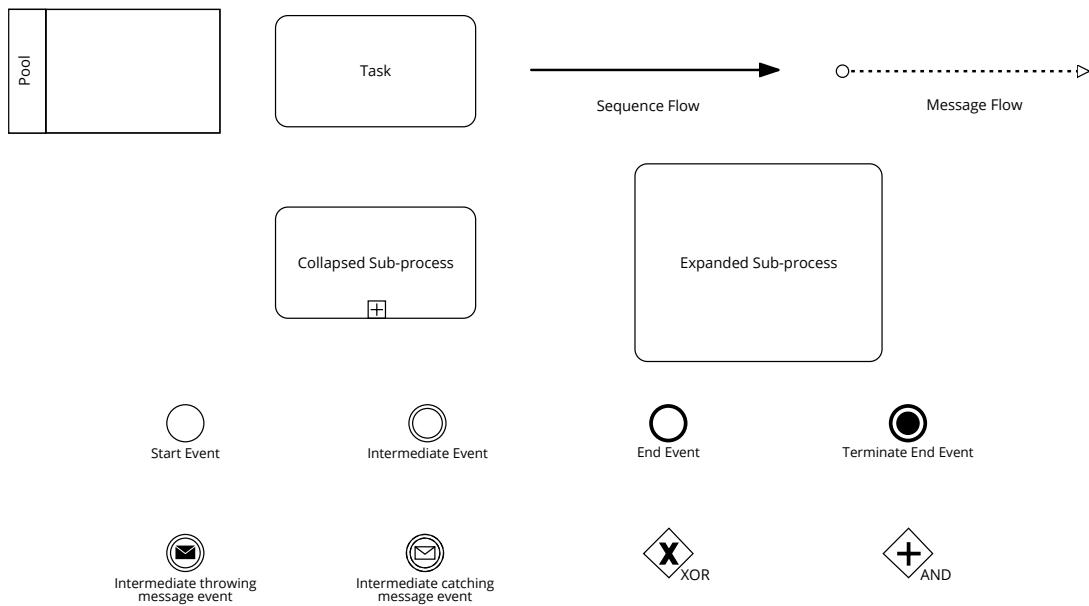 Pool
Task
Sequence Flow
Message Flow
Collapsed Sub-process
Expanded Sub-process
Start Event
Intermediate Event
End Event
Terminate End Event
Intermediate throwing
message event
Intermediate catching
message event
X
XOR
AND